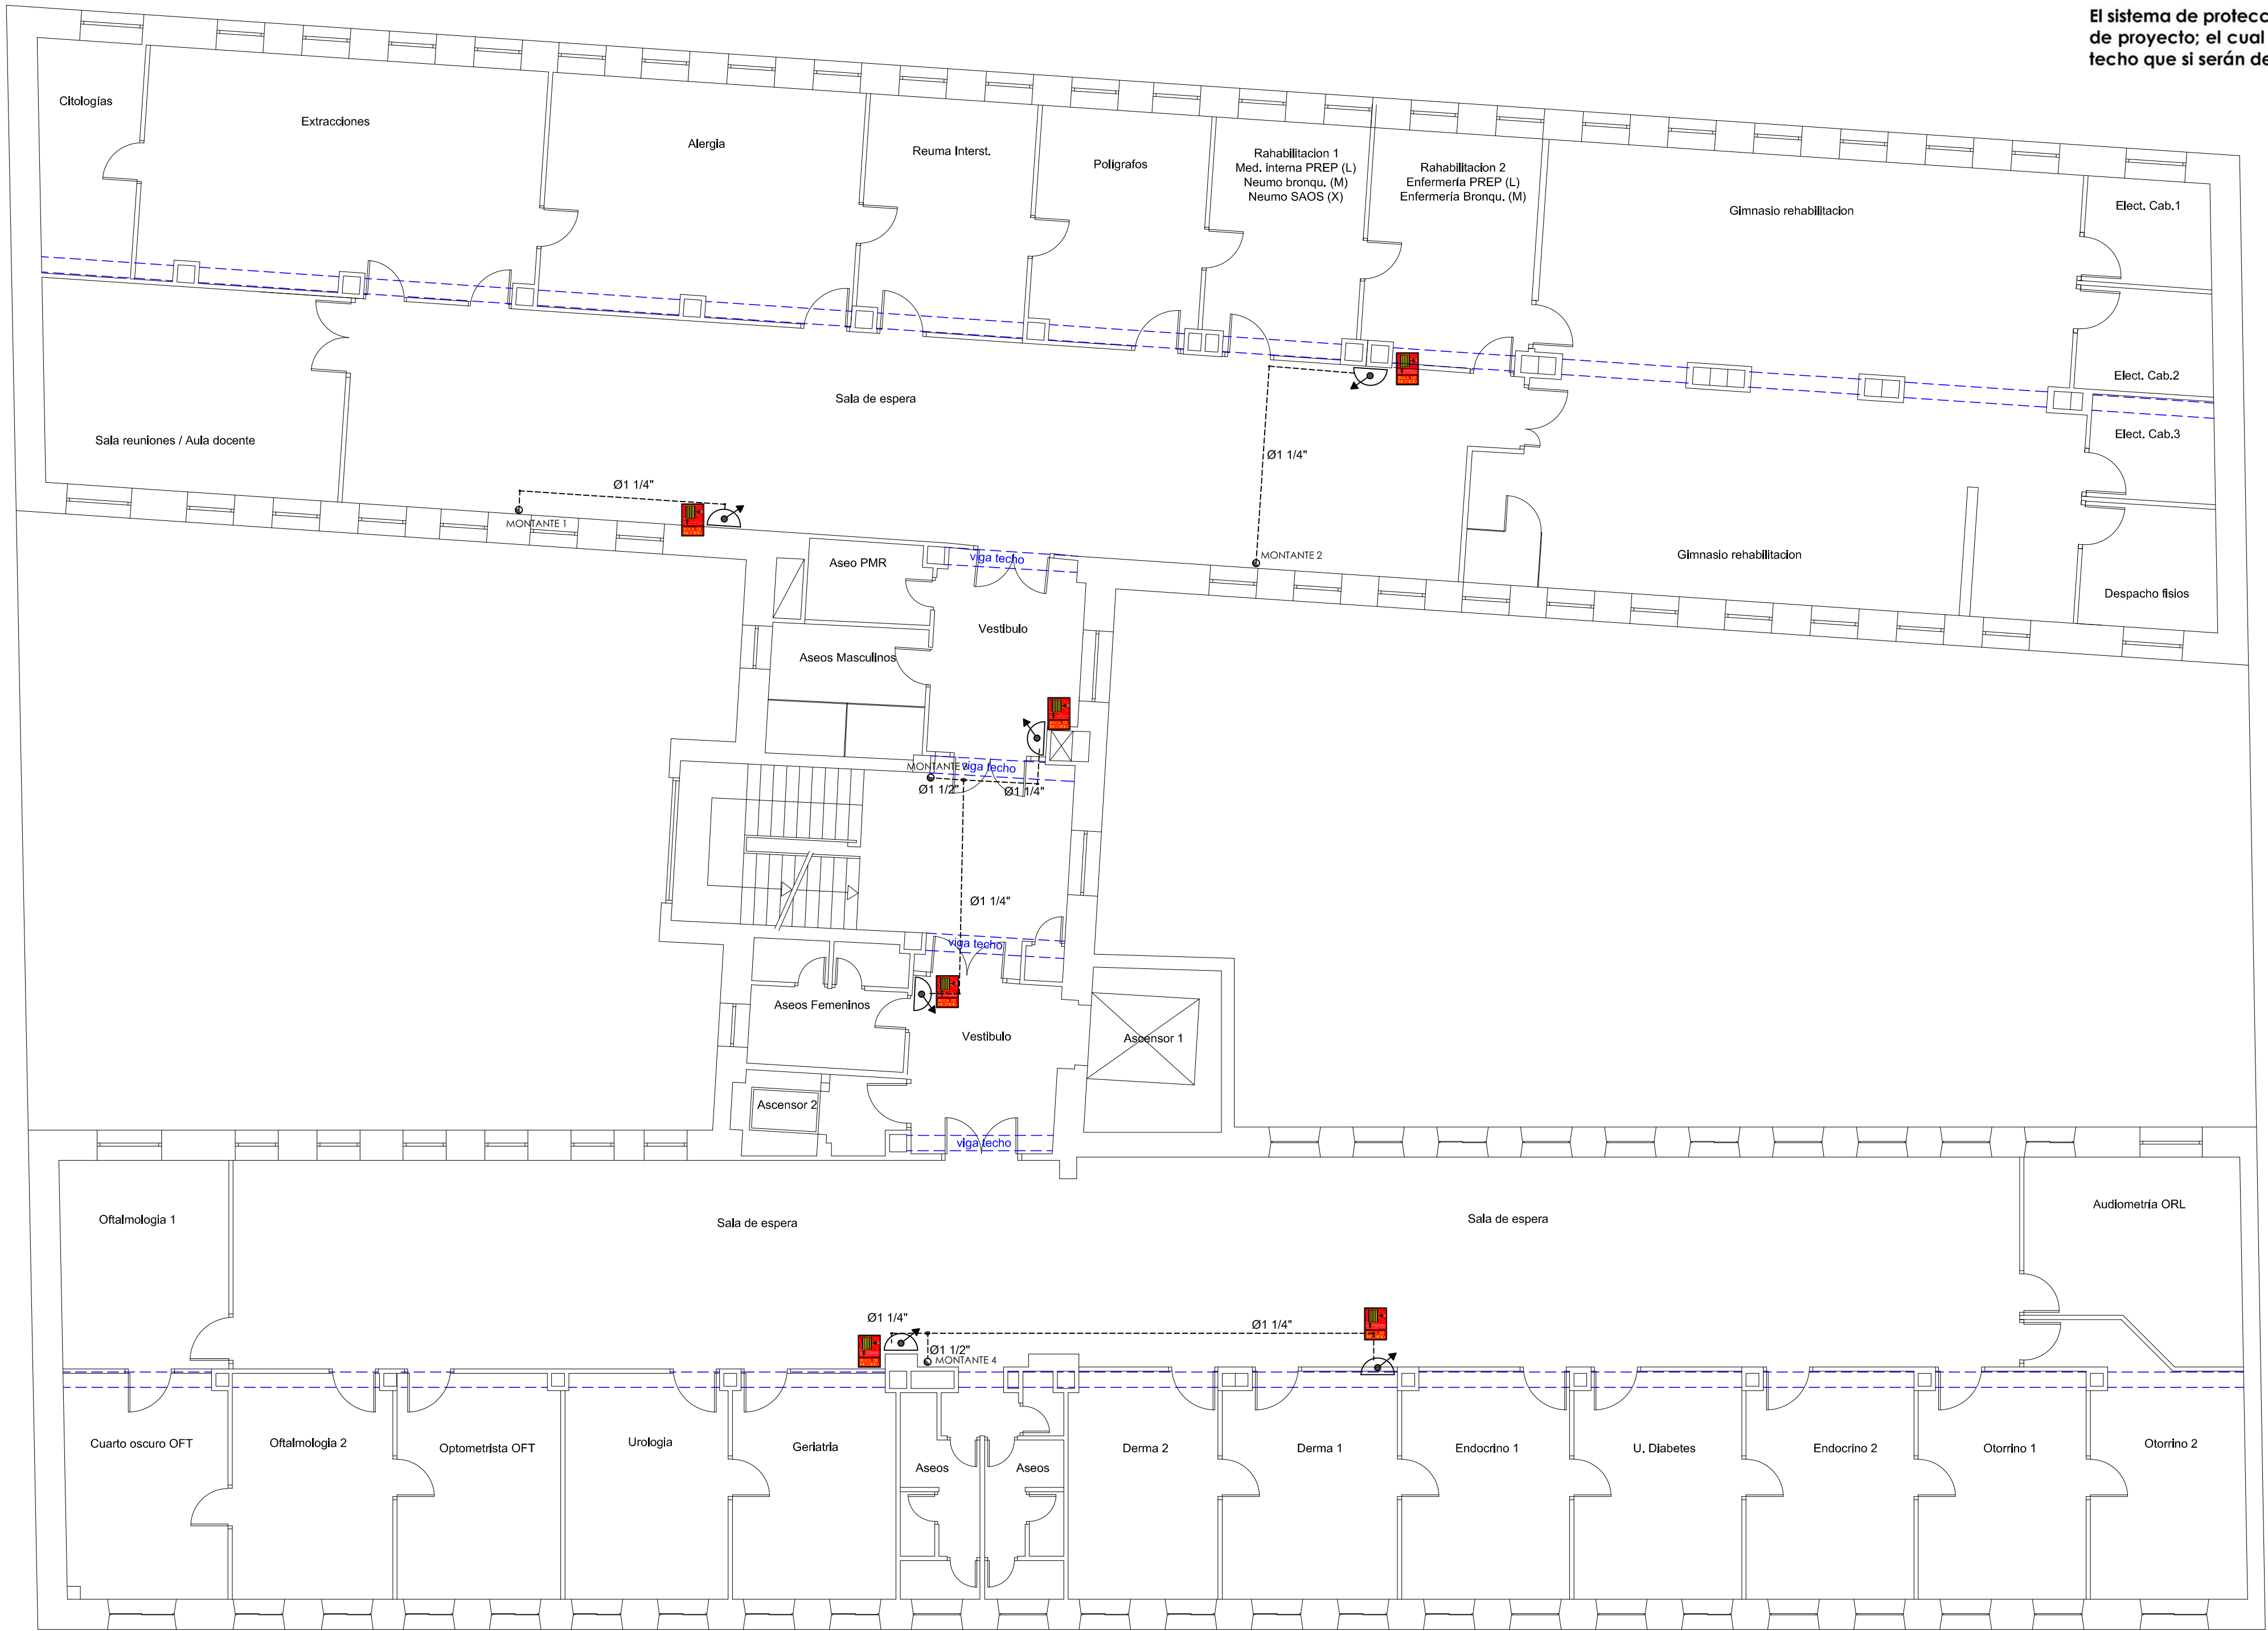 El sistema de protecc
de proyecto; el cual
techo que si serán de
Citologías
Extracciones
Alergia
Reuma Interst.
Poligrafos
Rahabilitacion 1
Med. interna PREP (L)
Neumo bronqu. (M)
Neumo SAOS (X)
Rahabilitacion 2
Enfermería PREP (L)
Enfermería Bronqu. (M)
Gimnasio rehabilitacion
Elect. Cab.1
Elect. Cab.2
Elect. Cab.3
Sala de espera
Sala reuniones / Aula docente
Ø1 1/4"
Ø1 1/4"
MONTANTE 1
MONTANTE 2
Gimnasio rehabilitacion
Despacho fisios
Aseo PMR
viga techo
Vestibulo
Aseos Masculinos
MONTANTE
viga techo
Ø1 1/2"
Ø1 1/4"
Ø1 1/4"
viga techo
Aseos Femeninos
Vestibulo
Ascensor 1
Ascensor 2
viga techo
Oftalmologia 1
Sala de espera
Sala de espera
Audiometría ORL
Ø1 1/4"
Ø1 1/4"
Ø1 1/2"
MONTANTE 4
Cuarto oscuro OFT
Oftalmologia 2
Optometrista OFT
Urologia
Geriatria
Aseos
Aseos
Derma 2
Derma 1
Endocrino 1
U. Diabetes
Endocrino 2
Otorrino 1
Otorrino 2